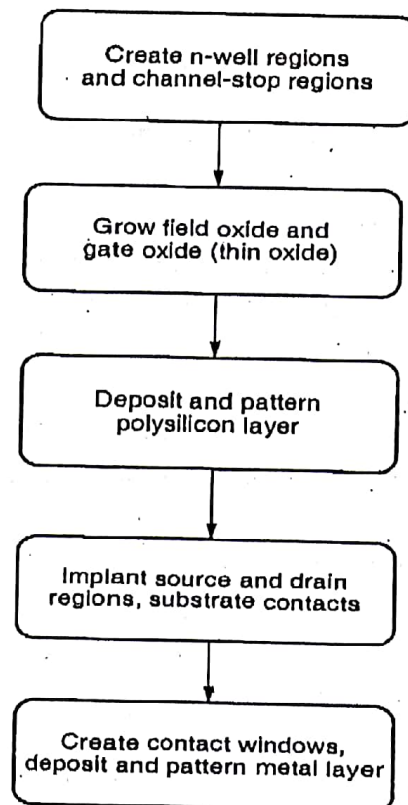 Create n-well regions
and channel-stop regions
Grow field oxide and
gate oxide (thin oxide)
Deposit and pattern
polysilicon layer
Implant source and drain
regions, substrate contacts
Create contact windows,
deposit and pattern metal layer